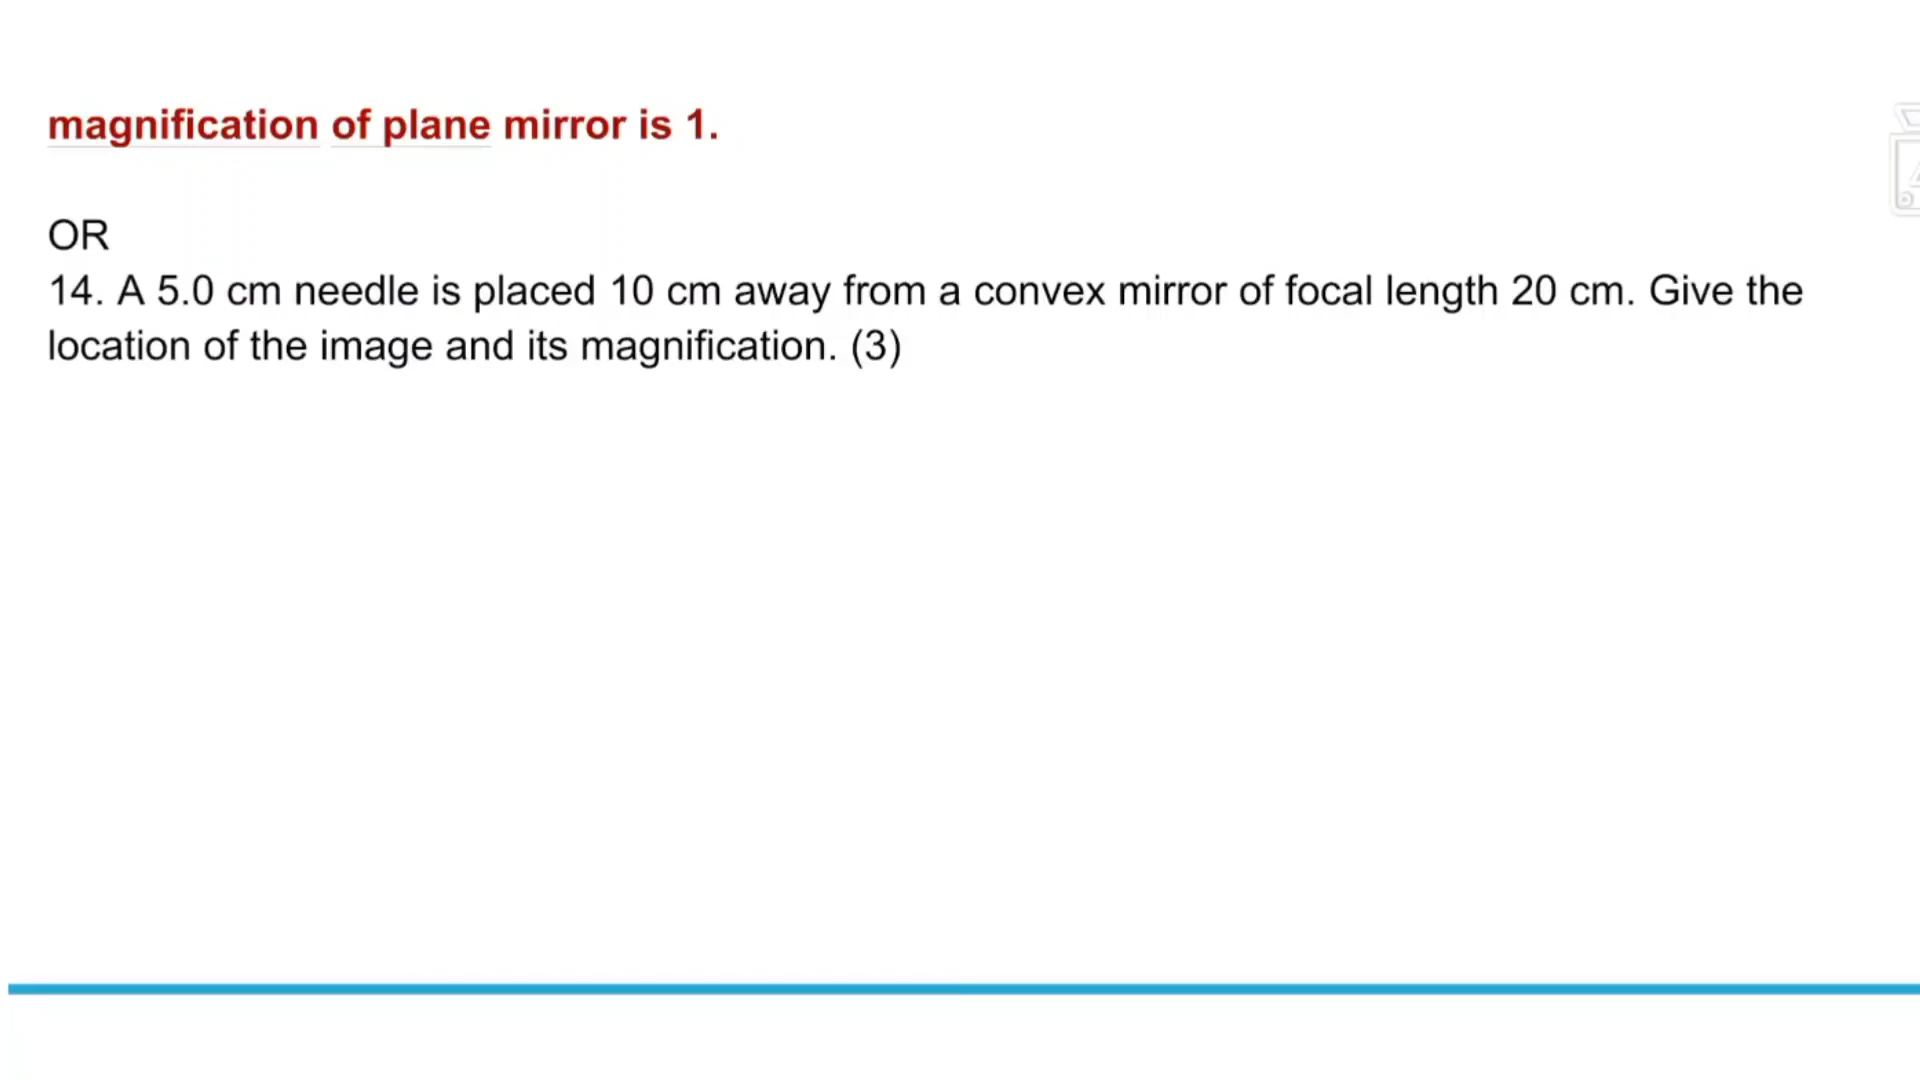 magnification of plane mirror is 1.
OR
14. A 5.0 cm needle is placed 10 cm away from a convex mirror of focal length 20 cm. Give the
location of the image and its magnification. (3)